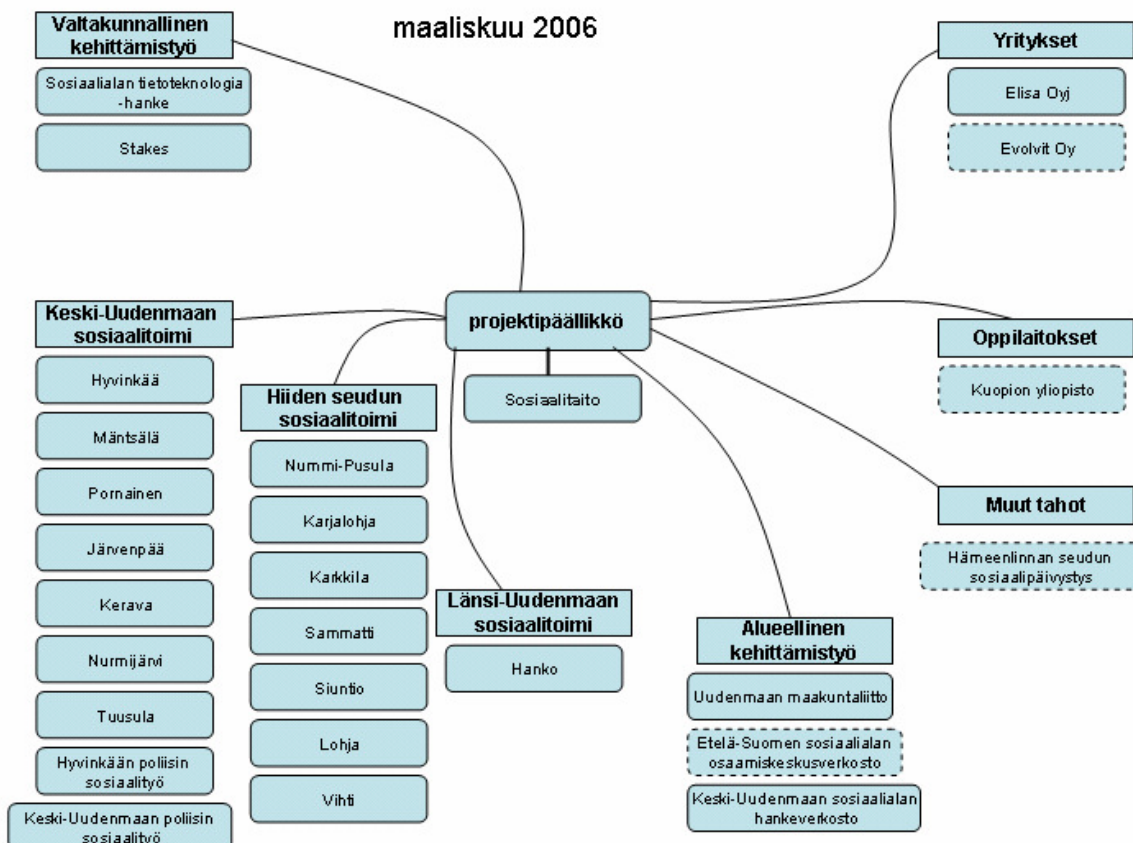 maaliskuu 2006
Valtakunnallinen
kehittämistyö
Sosiaalialan tietoteknologia
-hanke
Stakes
Yritykset
Elisa Oyj
Evolvit Oy
projektipäällikkö
Sosiaalitaito
Keski-Uudenmaan
sosiaalitoimi
Hyvinkää
Mäntsälä
Pornainen
Järvenpää
Kerava
Nurmijärvi
Tuusula
Hyvinkään poliisin
sosiaalityö
Keski-Uudenmaan poliisin
sosiaalityö
Hiiden seudun
sosiaalitoimi
Nummi-Pusula
Karjalohja
Karkkila
Sammatti
Siuntio
Lohja
Vihti
Länsi-Uudenmaan
sosiaalitoimi
Hanko
Alueellinen
kehittämistyö
Uudenmaan maakuntaliitto
Etelä-Suomen sosiaalialan
osaamiskeskusverkosto
Keski-Uudenmaan sosiaalialan
hankeverkosto
Oppilaitokset
Kuopion yliopisto
Muut tahot
Hämeenlinnan seudun
sosiaalipäivystys